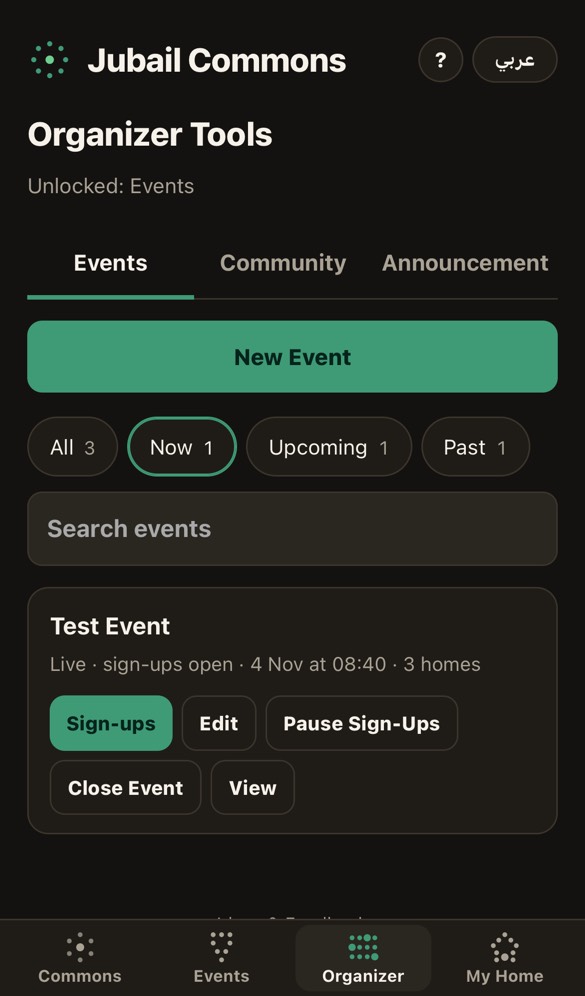 Jubail Commons
?
عربي
Organizer Tools
Unlocked: Events
Events Community Announcement
New Event
All 3 Now 1 Upcoming 1 Past 1
Search events
Test Event
Live · sign-ups open · 4 Nov at 08:40 · 3 homes
Sign-ups Edit Pause Sign-Ups
Close Event View
Commons Events Organizer My Home